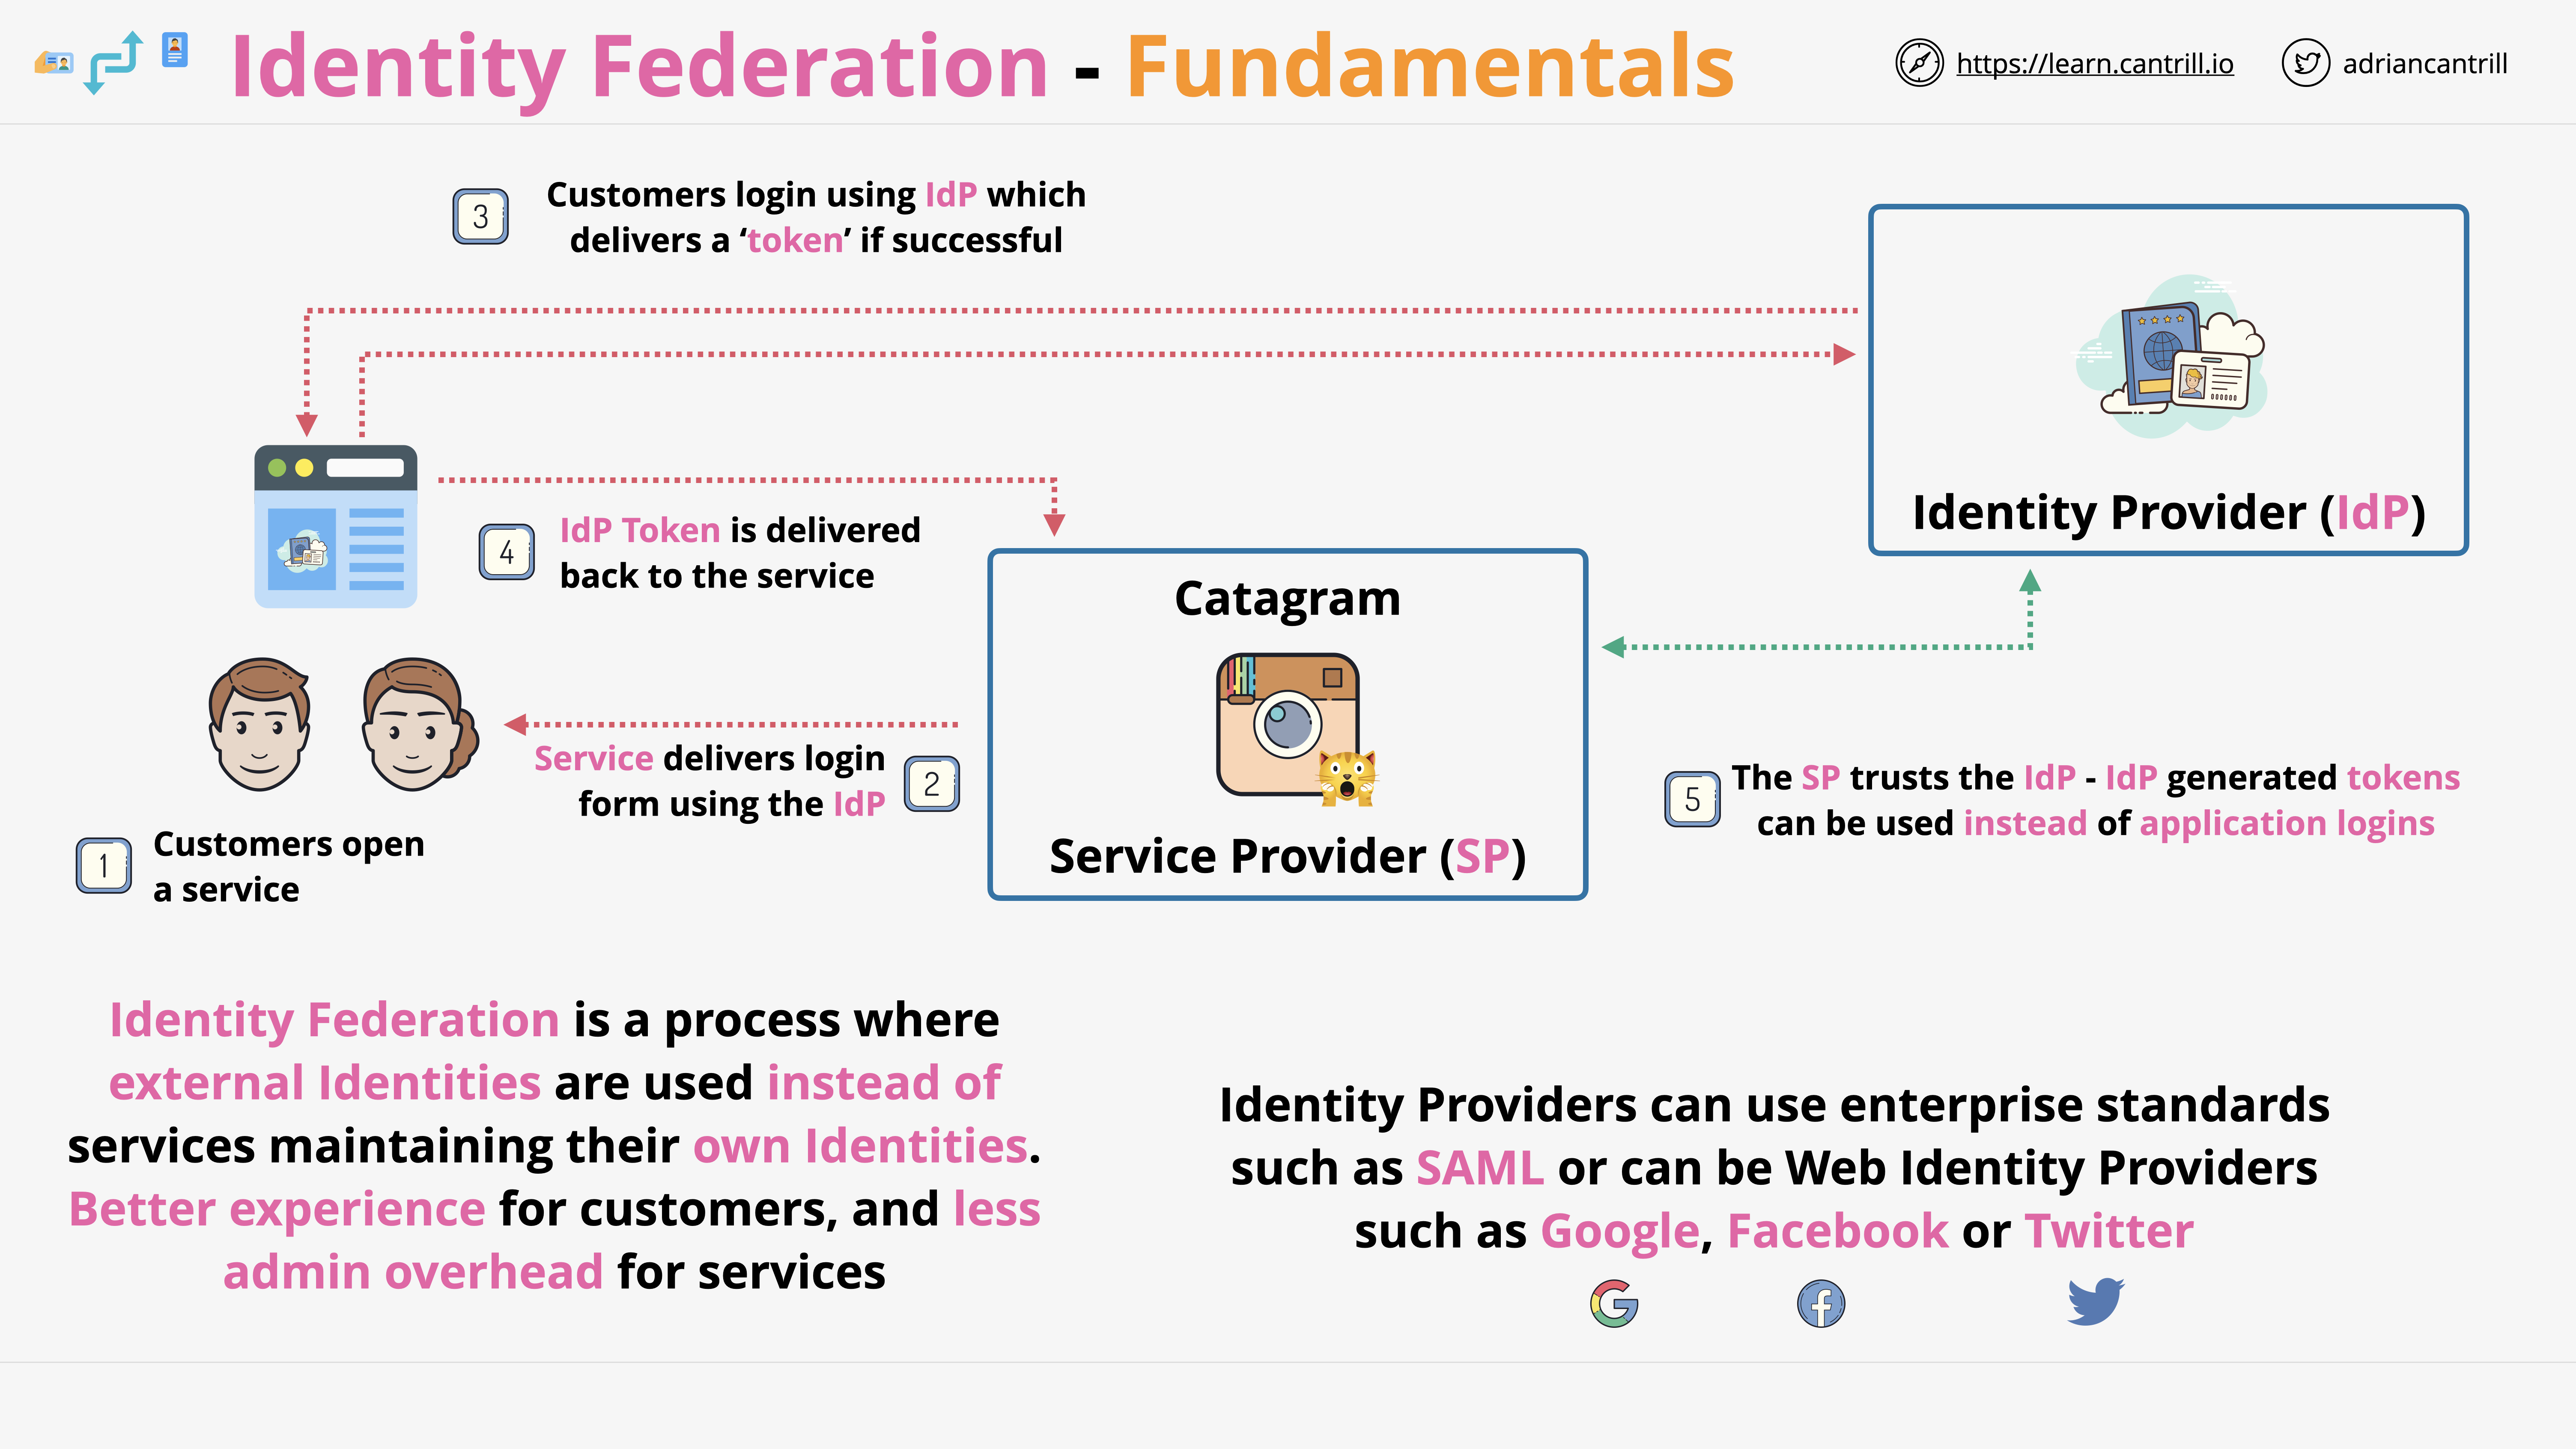 Identity Federation - Fundamentals
https://learn.cantrill.io
adriancantrill
3
Customers login using IdP which
delivers a ‘token’ if successful
Identity Provider (IdP)
4
IdP Token is delivered
back to the service
Catagram
Service Provider (SP)
Service delivers login
form using the IdP
2
5
The SP trusts the IdP - IdP generated tokens
can be used instead of application logins
1
Customers open
a service
Identity Federation is a process where
external Identities are used instead of
services maintaining their own Identities.
Better experience for customers, and less
admin overhead for services
Identity Providers can use enterprise standards
such as SAML or can be Web Identity Providers
such as Google, Facebook or Twitter